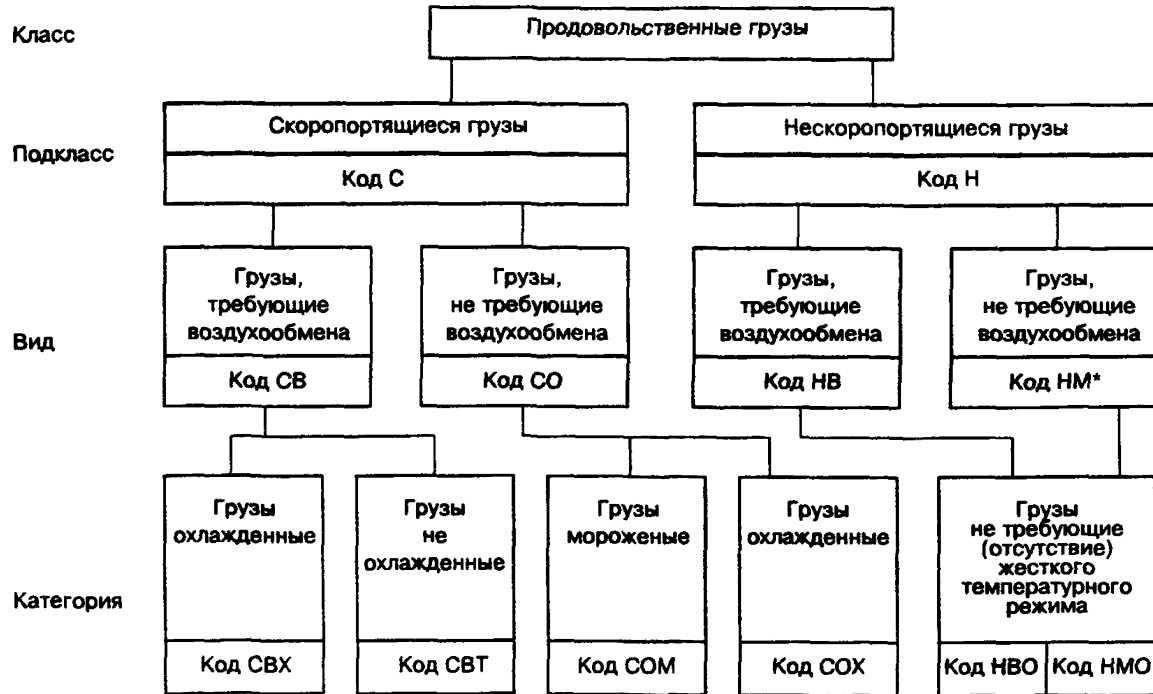 Класс
Продовольственные грузы
Подкласс
Скоропортящиеся грузы
Код С
Нескоропортящиеся грузы
Код Н
Вид
Грузы,
требующие
воздухообмена
Код СВ
Грузы,
не требующие
воздухообмена
Код СО
Грузы,
требующие
воздухообмена
Код НВ
Грузы,
не требующие
воздухообмена
Код НМ*
Категория
Грузы
охлажденные
Код СВХ
Грузы
не
охлажденные
Код СВТ
Грузы
мороженые
Код СОМ
Грузы
охлажденные
Код СОХ
Грузы
не требующие
(отсутствие)
жесткого
температурного
режима
Код НВО
Код НМО